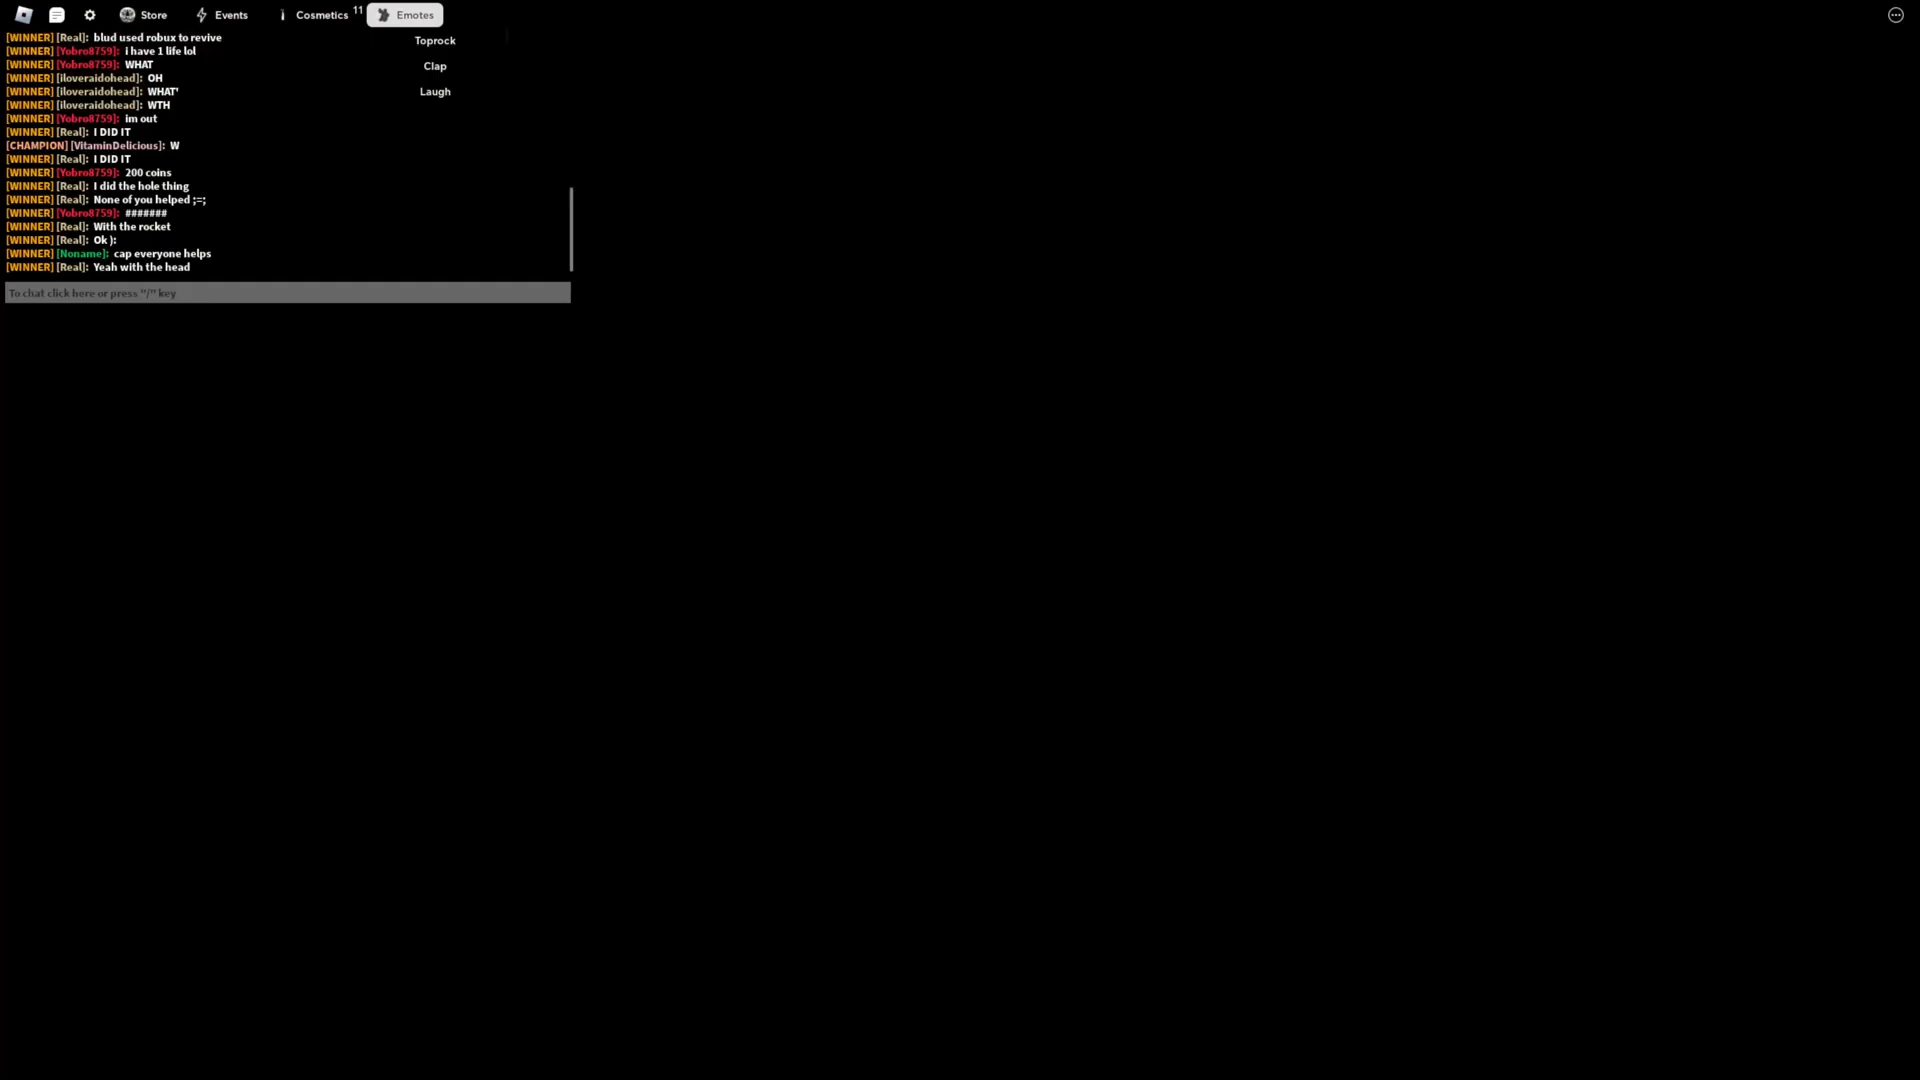 Store Events Cosmetics 11 Emotes
Toprock
Clap
Laugh
[WINNER] [Real]: blud used robux to revive
[WINNER] [Yobro8759]: i have 1 life lol
[WINNER] [Yobro8759]: WHAT
[WINNER] [iloveraidohead]: OH
[WINNER] [iloveraidohead]: WHAT'
[WINNER] [iloveraidohead]: WTH
[WINNER] [Yobro8759]: im out
[WINNER] [Real]: I DID IT
[CHAMPION] [VitaminDelicious]: W
[WINNER] [Real]: I DID IT
[WINNER] [Yobro8759]: 200 coins
[WINNER] [Real]: I did the hole thing
[WINNER] [Real]: None of you helped ;=;
[WINNER] [Yobro8759]: #######
[WINNER] [Real]: With the rocket
[WINNER] [Real]: Ok ):
[WINNER] [Noname]: cap everyone helps
[WINNER] [Real]: Yeah with the head
To chat click here or press "/" key